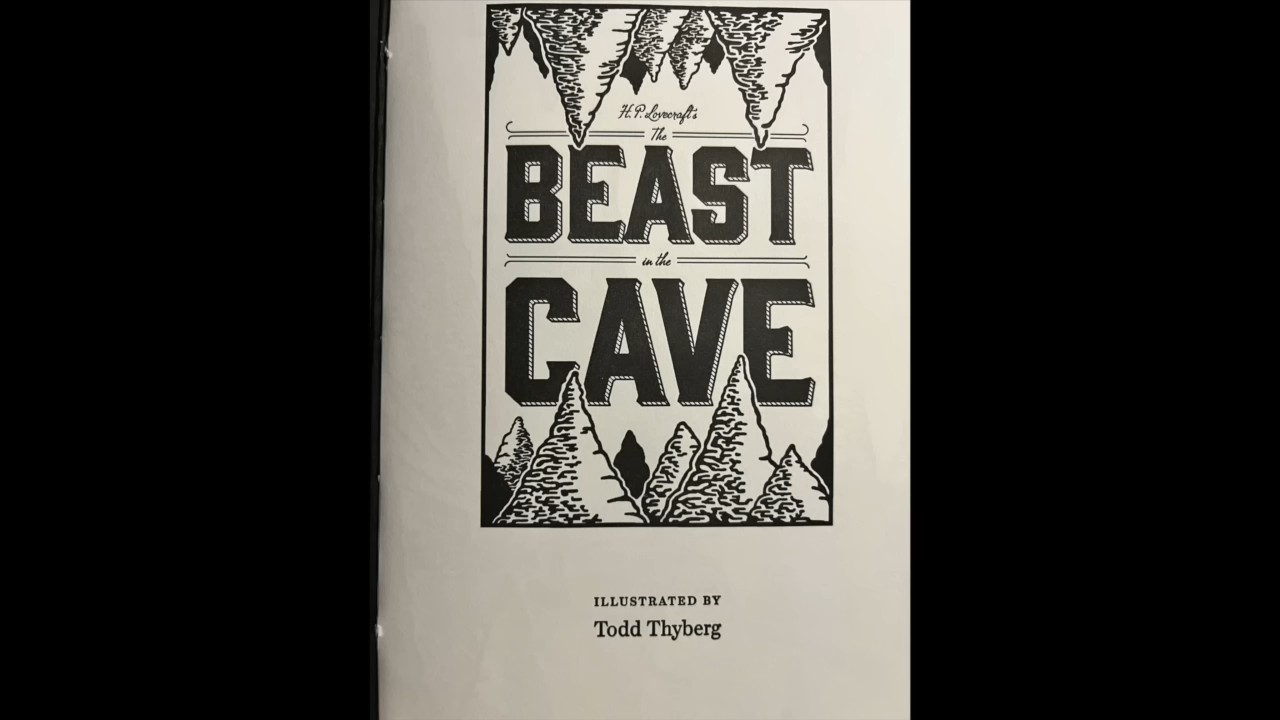 H.P. Lovecraft's
The
BEAST
in the
CAVE
ILLUSTRATED BY
Todd Thyberg